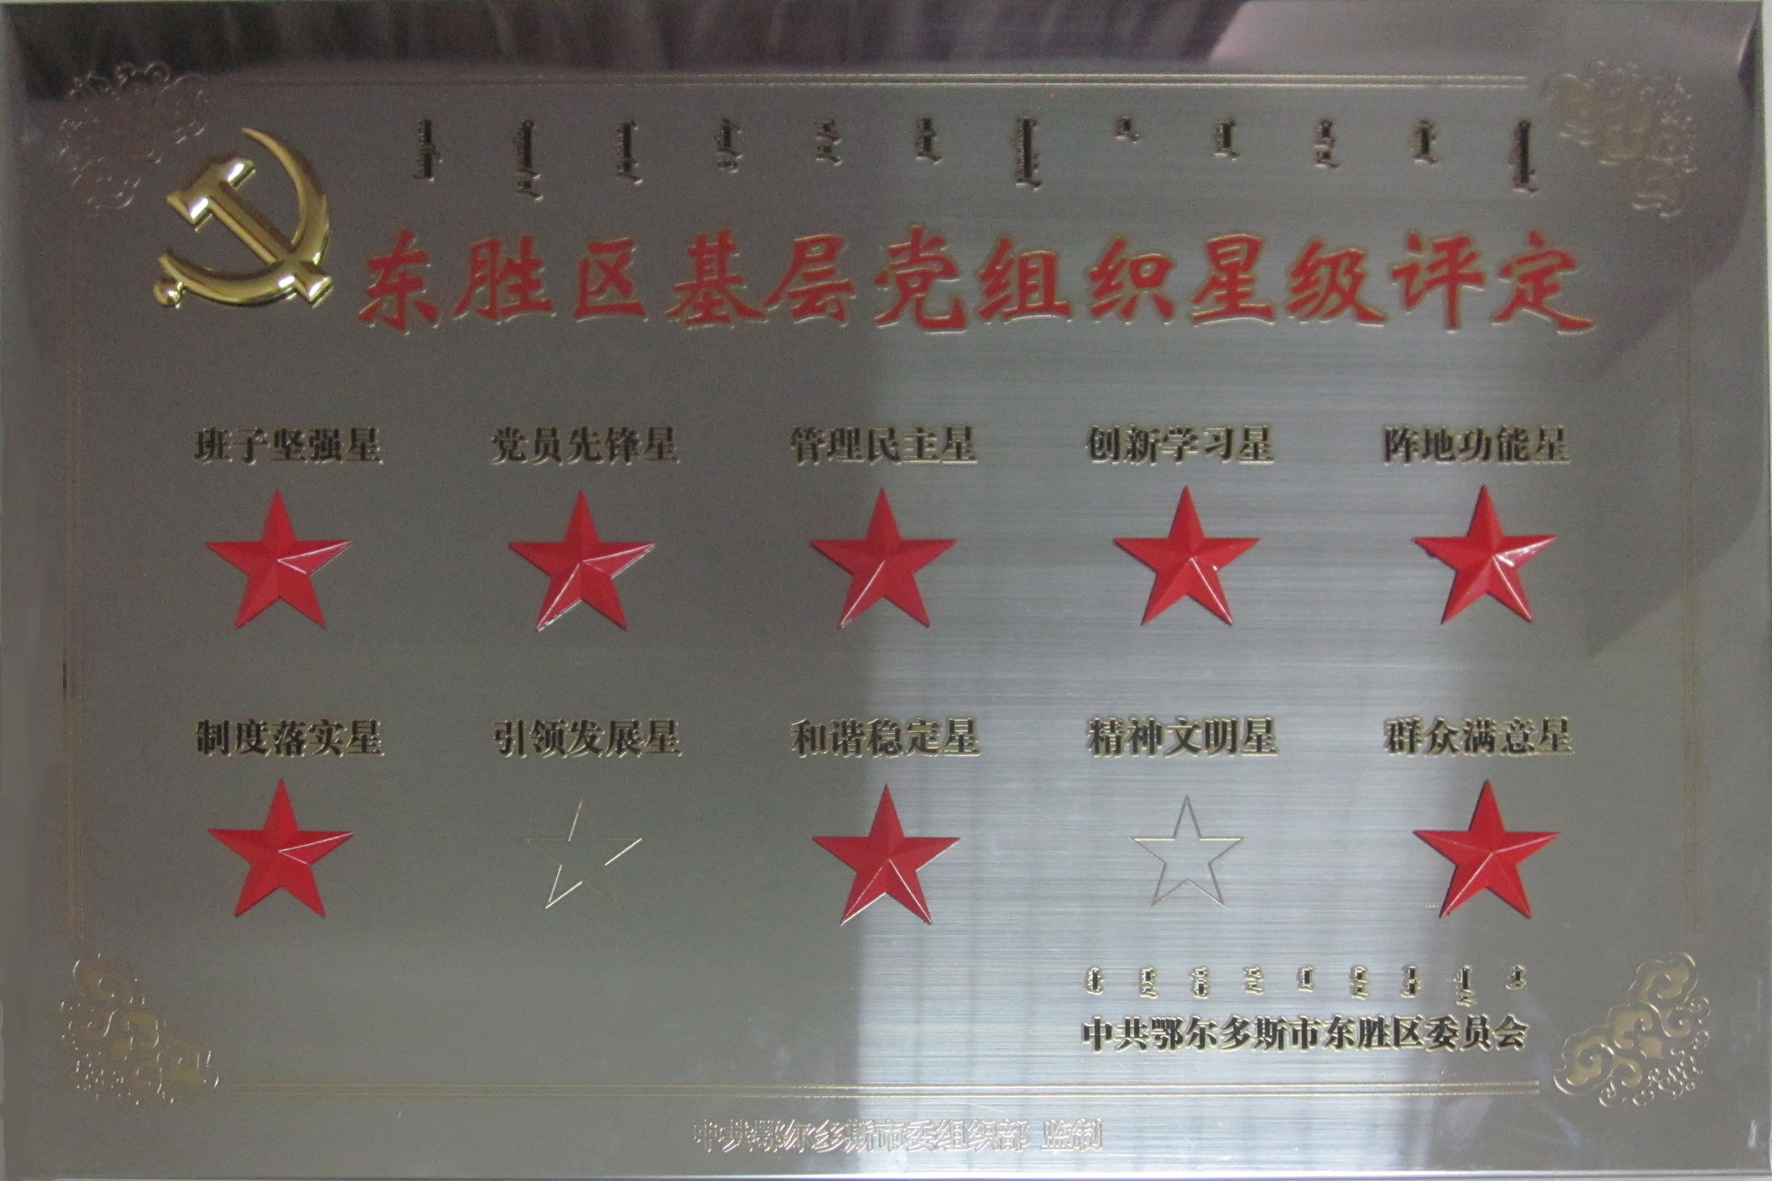 东胜区基层党组织星级评定
班子坚强星 党员先锋星 管理民主星 创新学习星 阵地功能星
制度落实星 引领发展星 和谐稳定星 精神文明星 群众满意星
中共鄂尔多斯市东胜区委员会
中共鄂尔多斯市委组织部 监制